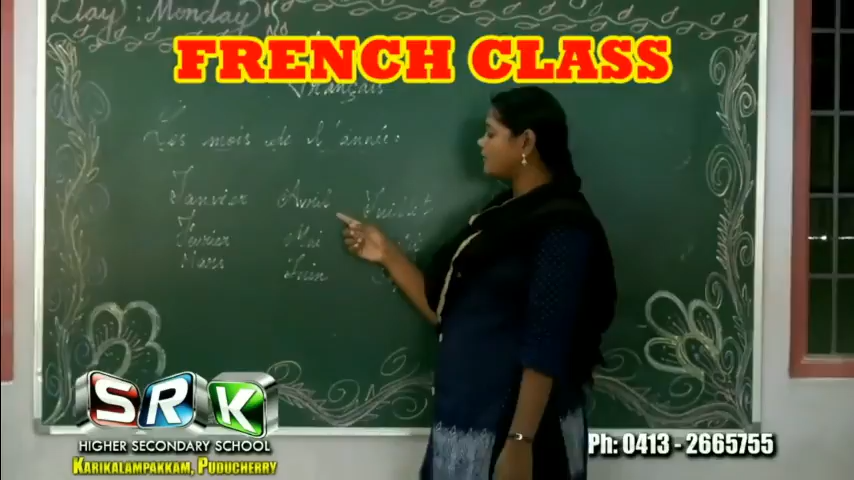 Day : Monday
FRENCH CLASS
Français
Les mois de l'année :
Janvier Avril Juillet
Février Mai
Mars Juin
SRK
HIGHER SECONDARY SCHOOL
KARIKALAMPAKKAM, PUDUCHERRY
Ph: 0413 - 2665755